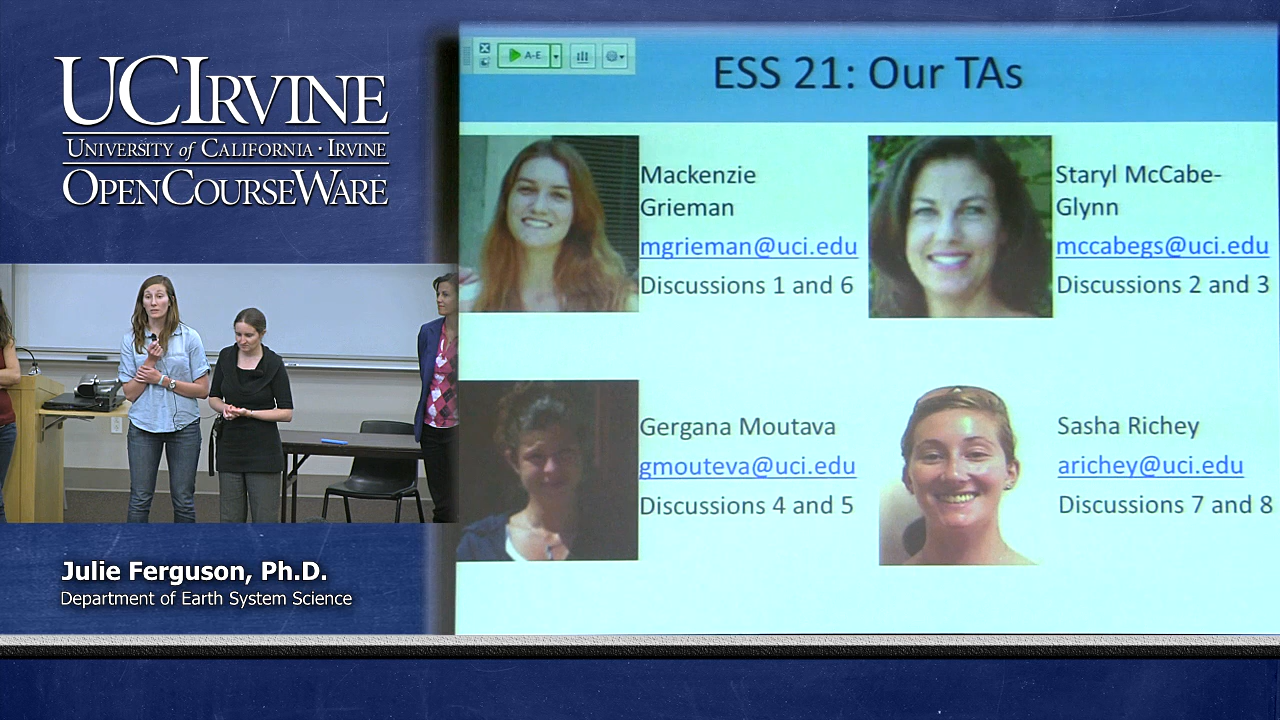 UCIRVINE
UNIVERSITY of CALIFORNIA · IRVINE
OPENCOURSEWARE
Julie Ferguson, Ph.D.
Department of Earth System Science
A-E
ESS 21: Our TAs
Mackenzie
Grieman
mgrieman@uci.edu
Discussions 1 and 6
Staryl McCabe-
Glynn
mccabegs@uci.edu
Discussions 2 and 3
Gergana Moutava
gmouteva@uci.edu
Discussions 4 and 5
Sasha Richey
arichey@uci.edu
Discussions 7 and 8